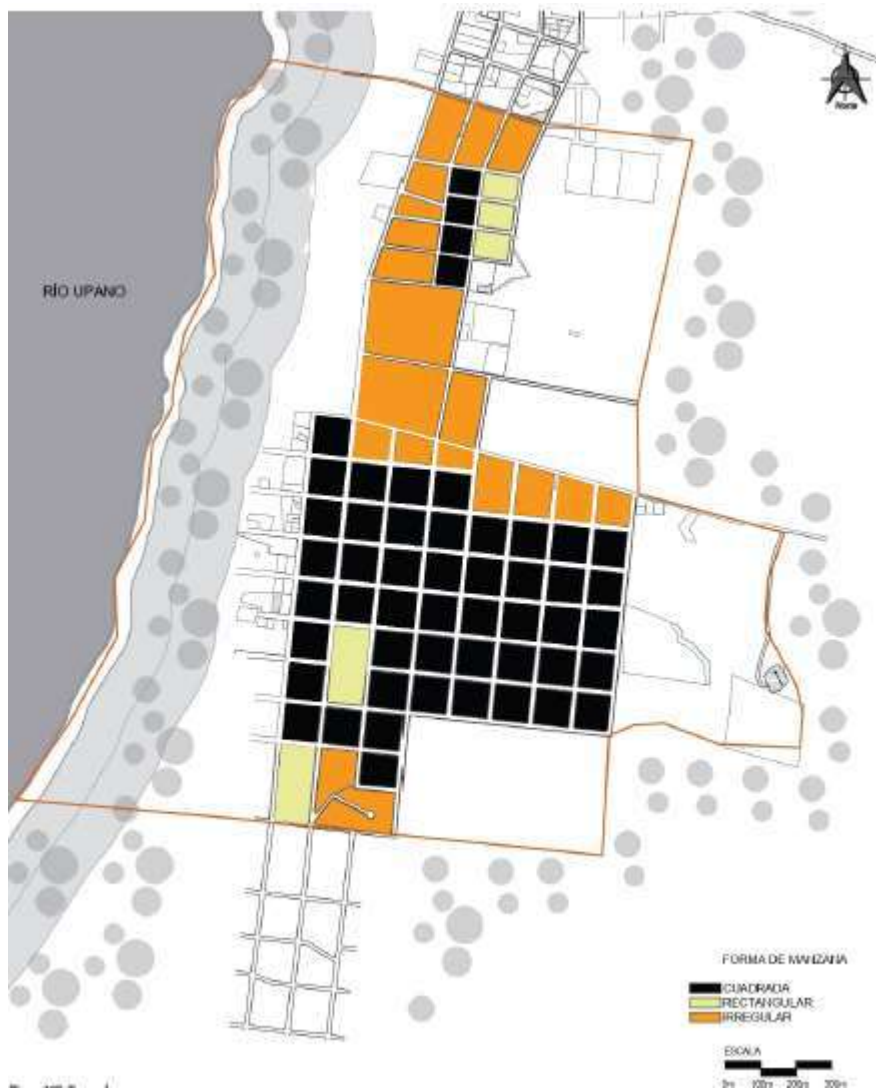 Norte
RÍO UPANO
FORMA DE MANZANA
CUADRADA
RECTANGULAR
IRREGULAR
ESCALA
0m 100m 200m 300m